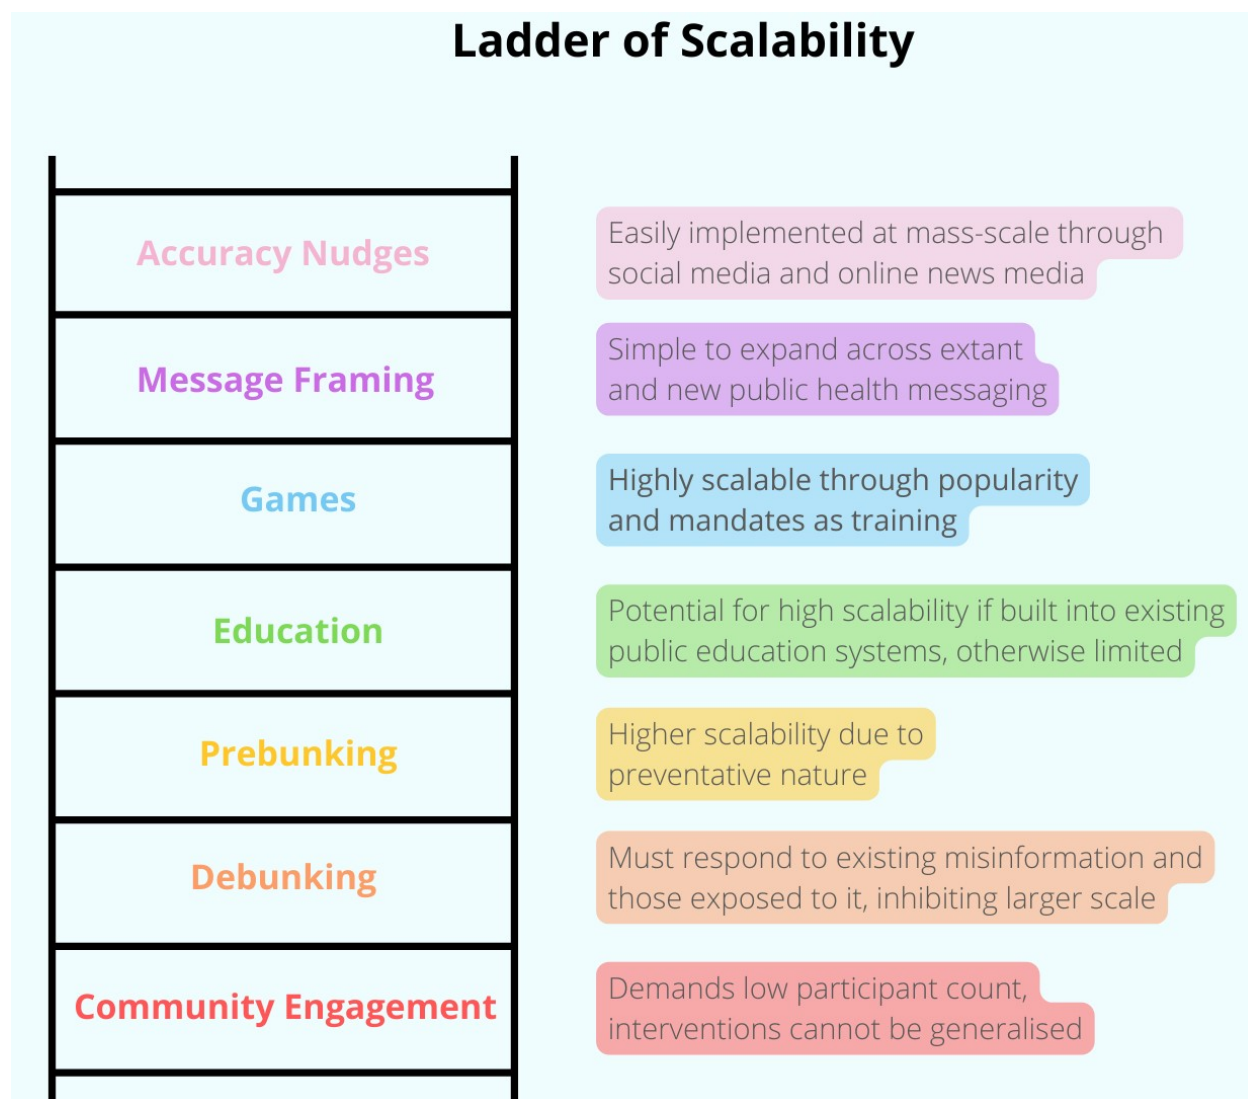 Ladder of Scalability
Accuracy Nudges
Easily implemented at mass-scale through
social media and online news media
Message Framing
Simple to expand across extant
and new public health messaging
Games
Highly scalable through popularity
and mandates as training
Education
Potential for high scalability if built into existing
public education systems, otherwise limited
Prebunking
Higher scalability due to
preventative nature
Debunking
Must respond to existing misinformation and
those exposed to it, inhibiting larger scale
Community Engagement
Demands low participant count,
interventions cannot be generalised